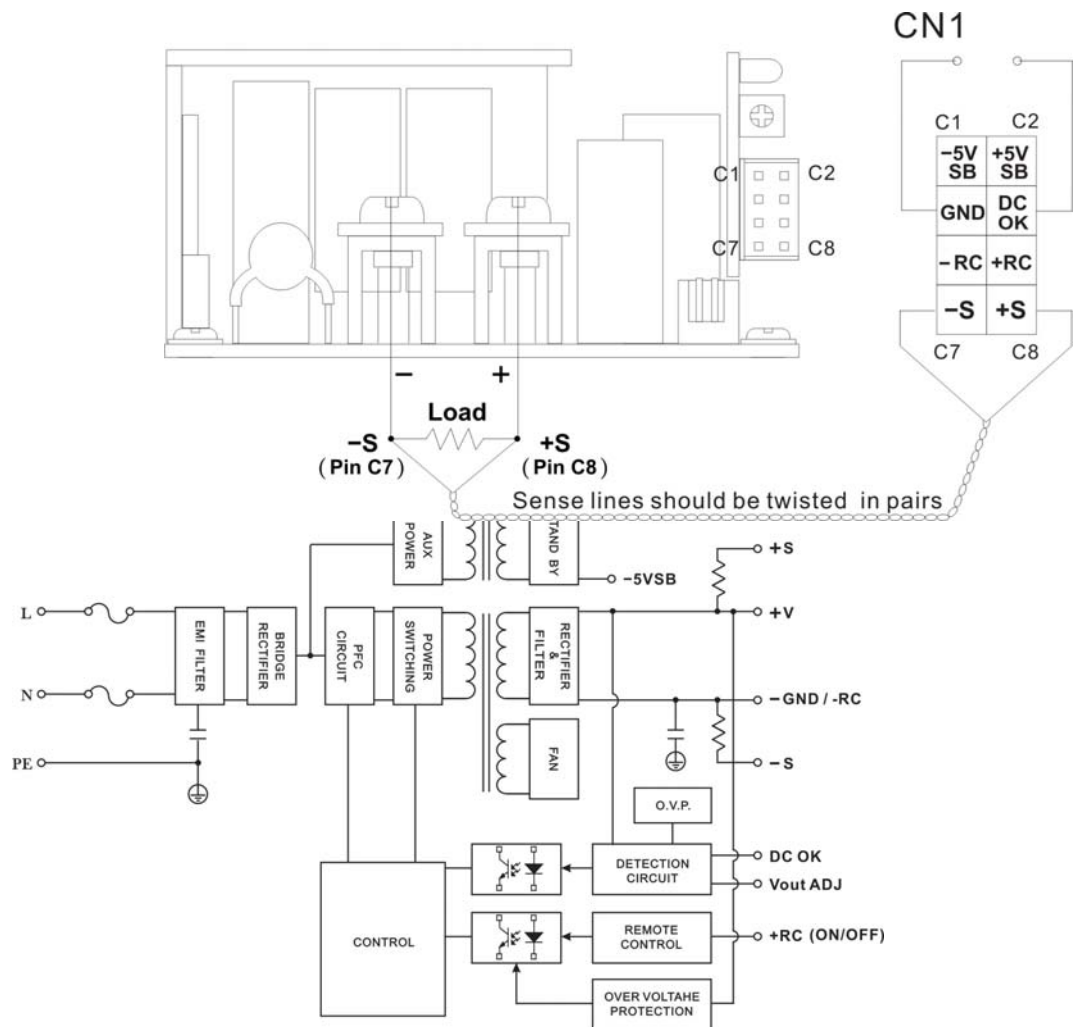 CN1
C1 C2
−5V SB +5V SB
GND DC OK
−RC +RC
−S +S
C7 C8
C1 C2
C7 C8
− +
Load
−S +S
(Pin C7) (Pin C8)
Sense lines should be twisted in pairs
AUX
POWER
TAND BY
−5VSB
+S
L
+V
EMI FILTER
BRIDGE
RECTIFIER
PFC
CIRCUIT
POWER
SWITCHING
RECTIFIER
&
FILTER
N
−GND / -RC
PE
FAN
−S
O.V.P.
DETECTION
CIRCUIT
DC OK
Vout ADJ
CONTROL
REMOTE
CONTROL
+RC (ON/OFF)
OVER VOLTAHE
PROTECTION